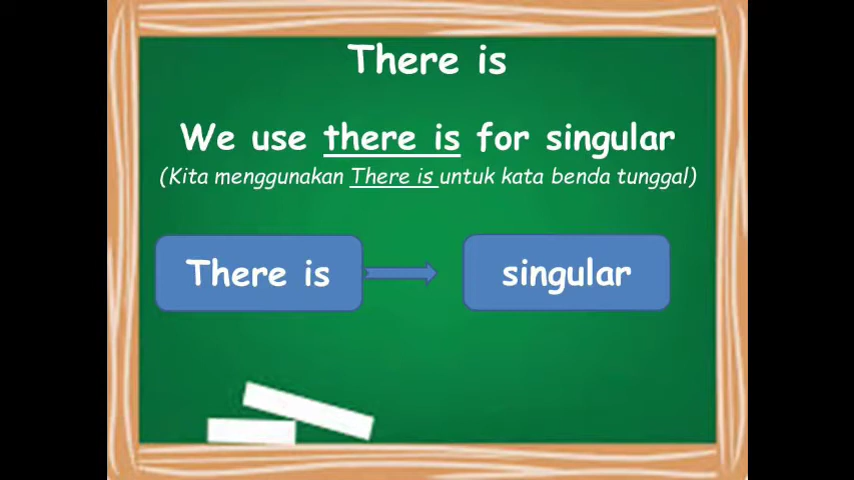 There is
We use there is for singular
(Kita menggunakan There is untuk kata benda tunggal)
There is
singular